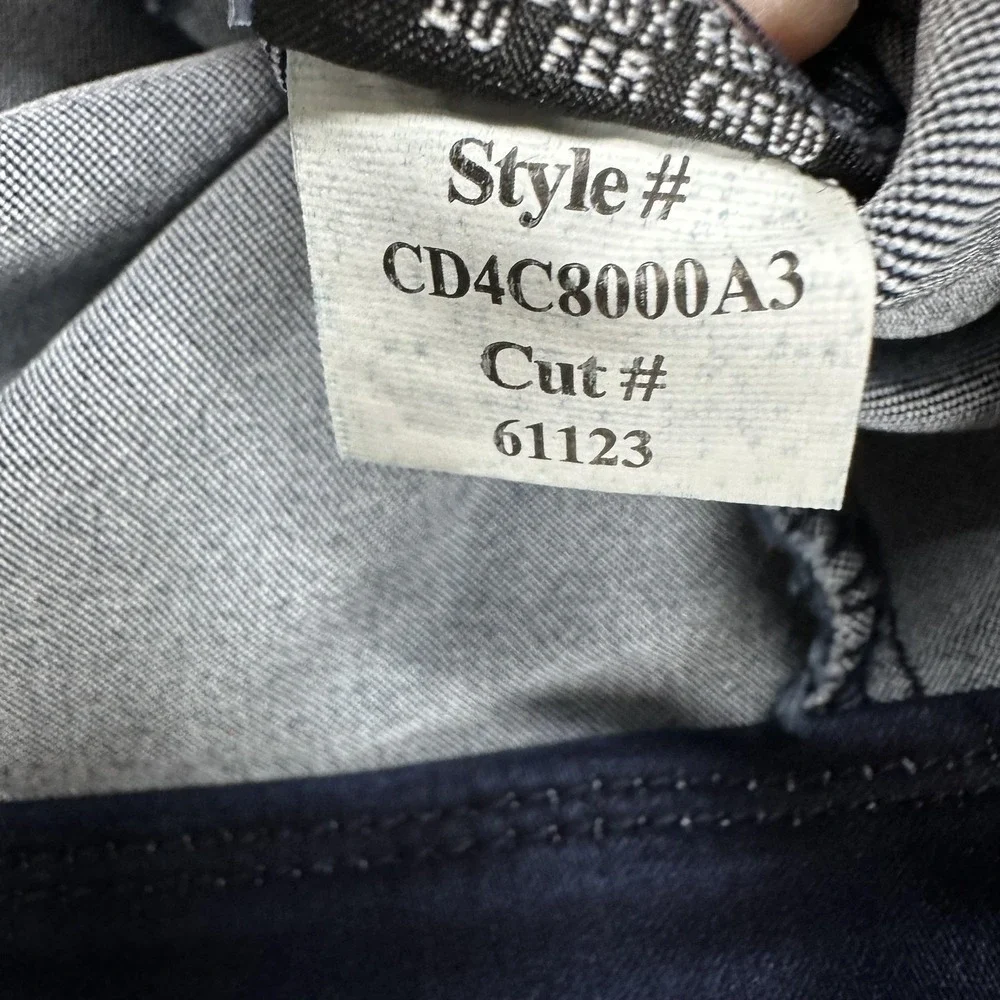 Style #
CD4C8000A3
Cut #
61123